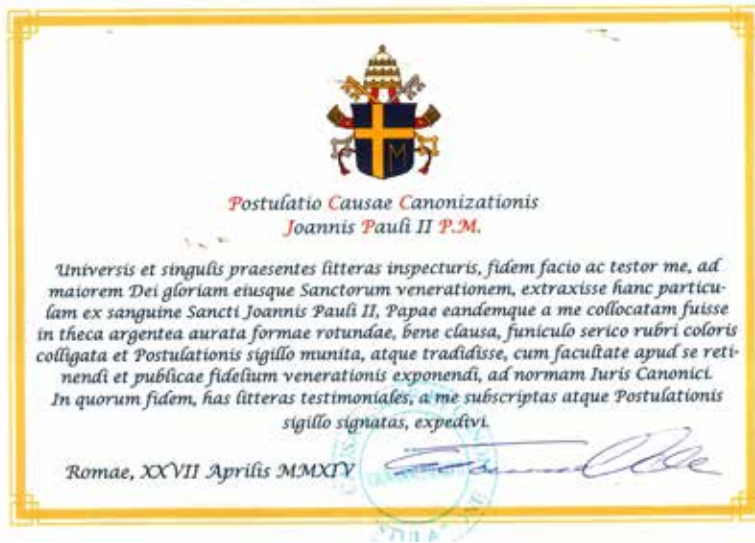 M
Postulatio Causae Canonizationis
Joannis Pauli II P.M.
Universis et singulis praesentes litteras inspecturis, fidem facio ac testor me, ad
maiorem Dei gloriam eiusque Sanctorum venerationem, extraxisse hanc particu-
lam ex sanguine Sancti Joannis Pauli II, Papae eandemque a me collocatam fuisse
in theca argentea aurata formae rotundae, bene clausa, funiculo serico rubri coloris
colligata et Postulationis sigillo munita, atque tradidisse, cum facultate apud se reti-
nendi et publicae fidelium venerationis exponendi, ad normam Iuris Canonici.
In quorum fidem, has litteras testimoniales, a me subscriptas atque Postulationis
sigillo signatas, expedivi.
Romae, XXVII Aprilis MMXIV